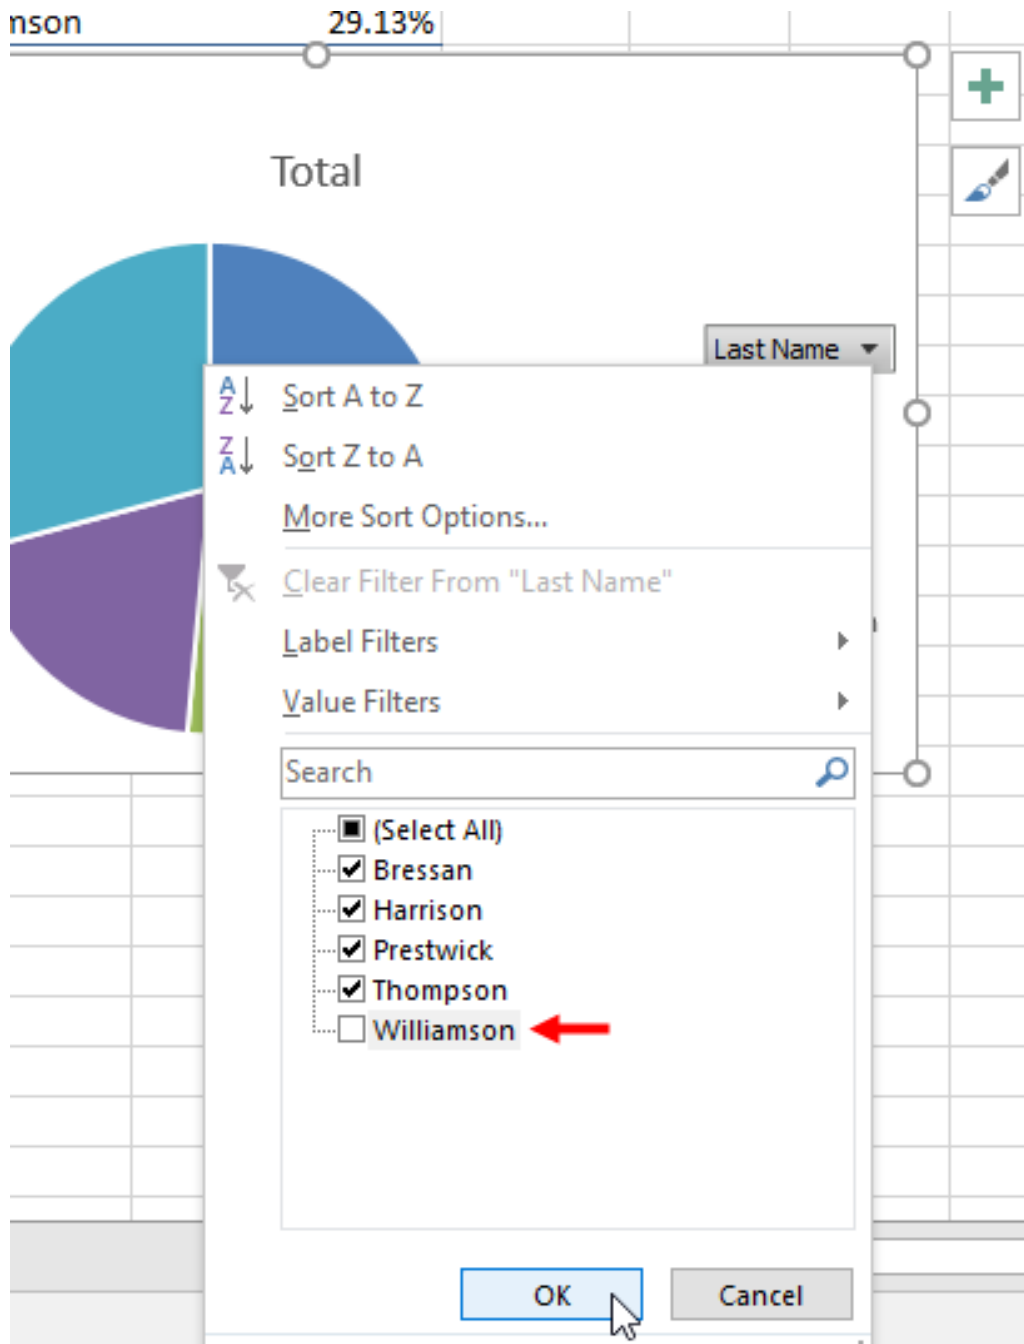 mson 29.13%
Total
Last Name
Sort A to Z
Sort Z to A
More Sort Options...
Clear Filter From "Last Name"
Label Filters
Value Filters
Search
(Select All)
Bressan
Harrison
Prestwick
Thompson
Williamson
OK Cancel